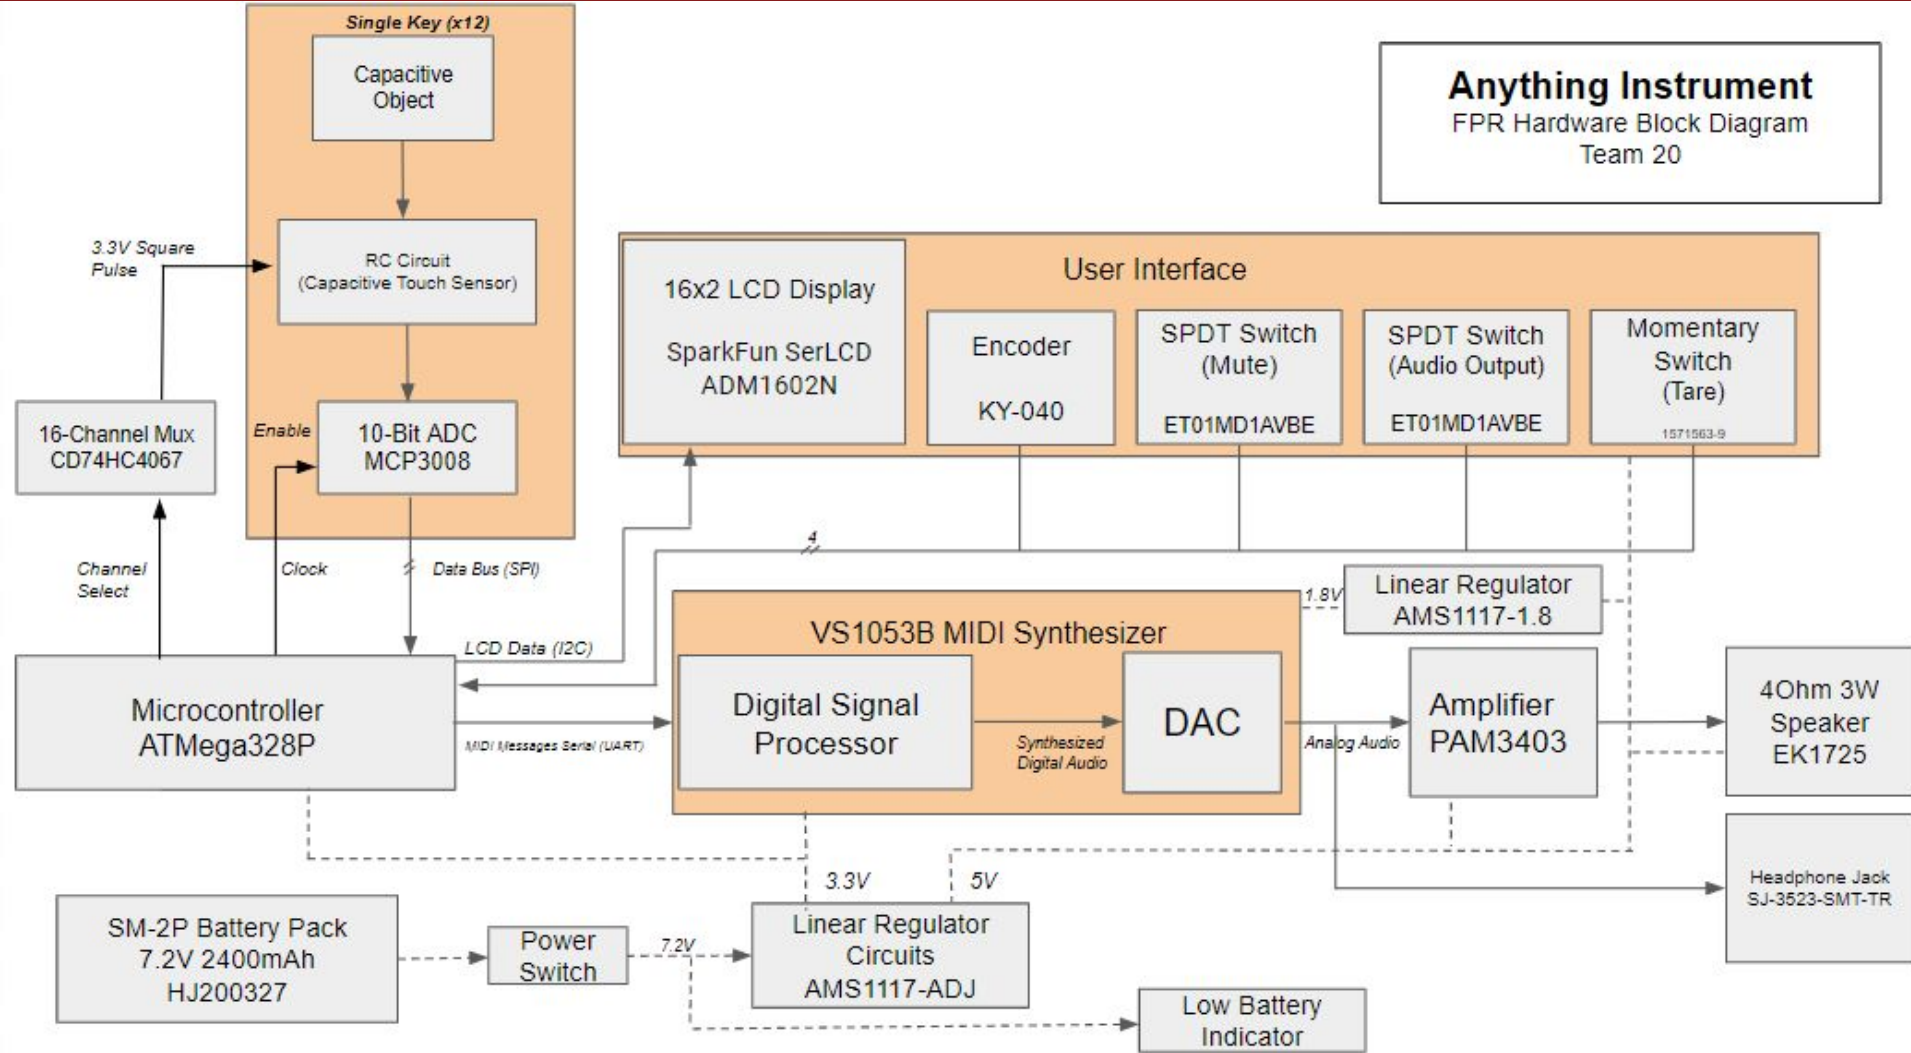 Single Key (x12)
Capacitive
Object
Anything Instrument
FPR Hardware Block Diagram
Team 20
3.3V Square
Pulse
RC Circuit
(Capacitive Touch Sensor)
User Interface
16x2 LCD Display
SparkFun SerLCD
ADM1602N
Encoder
KY-040
SPDT Switch
(Mute)
ET01MD1AVBE
SPDT Switch
(Audio Output)
ET01MD1AVBE
Momentary
Switch
(Tare)
1571563-9
16-Channel Mux
CD74HC4067
Enable
10-Bit ADC
MCP3008
4
Channel
Select
Clock
Data Bus (SPI)
1.8V
Linear Regulator
AMS1117-1.8
LCD Data (I2C)
VS1053B MIDI Synthesizer
Microcontroller
ATMega328P
MIDI Messages Serial (UART)
Digital Signal
Processor
Synthesized
Digital Audio
DAC
Analog Audio
Amplifier
PAM3403
4Ohm 3W
Speaker
EK1725
3.3V
5V
Headphone Jack
SJ-3523-SMT-TR
SM-2P Battery Pack
7.2V 2400mAh
HJ200327
Power
Switch
7.2V
Linear Regulator
Circuits
AMS1117-ADJ
Low Battery
Indicator